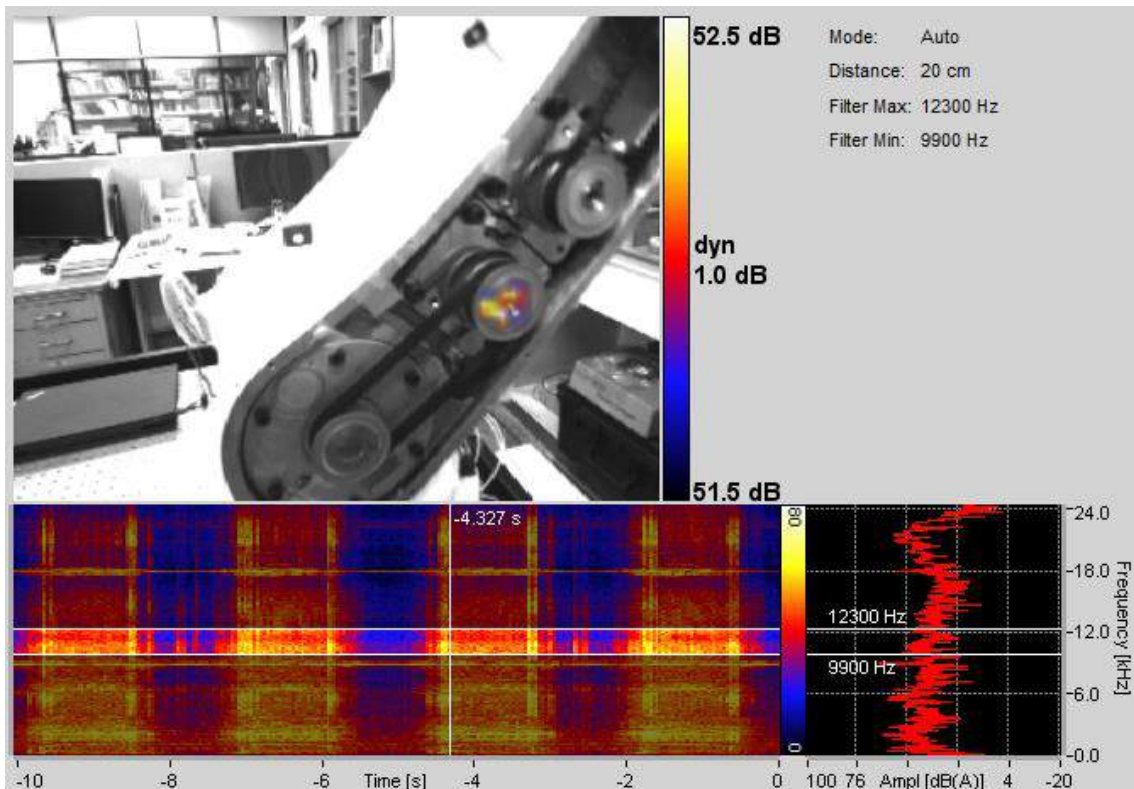 52.5 dB
dyn
1.0 dB
51.5 dB
Mode: Auto
Distance: 20 cm
Filter Max: 12300 Hz
Filter Min: 9900 Hz
-4.327 s
80
0
12300 Hz
9900 Hz
24.0
18.0
12.0
6.0
0.0
Frequency [kHz]
-10 -8 -6 Time [s] -4 -2 0
100 76 Ampl [dB(A)] 4 -20